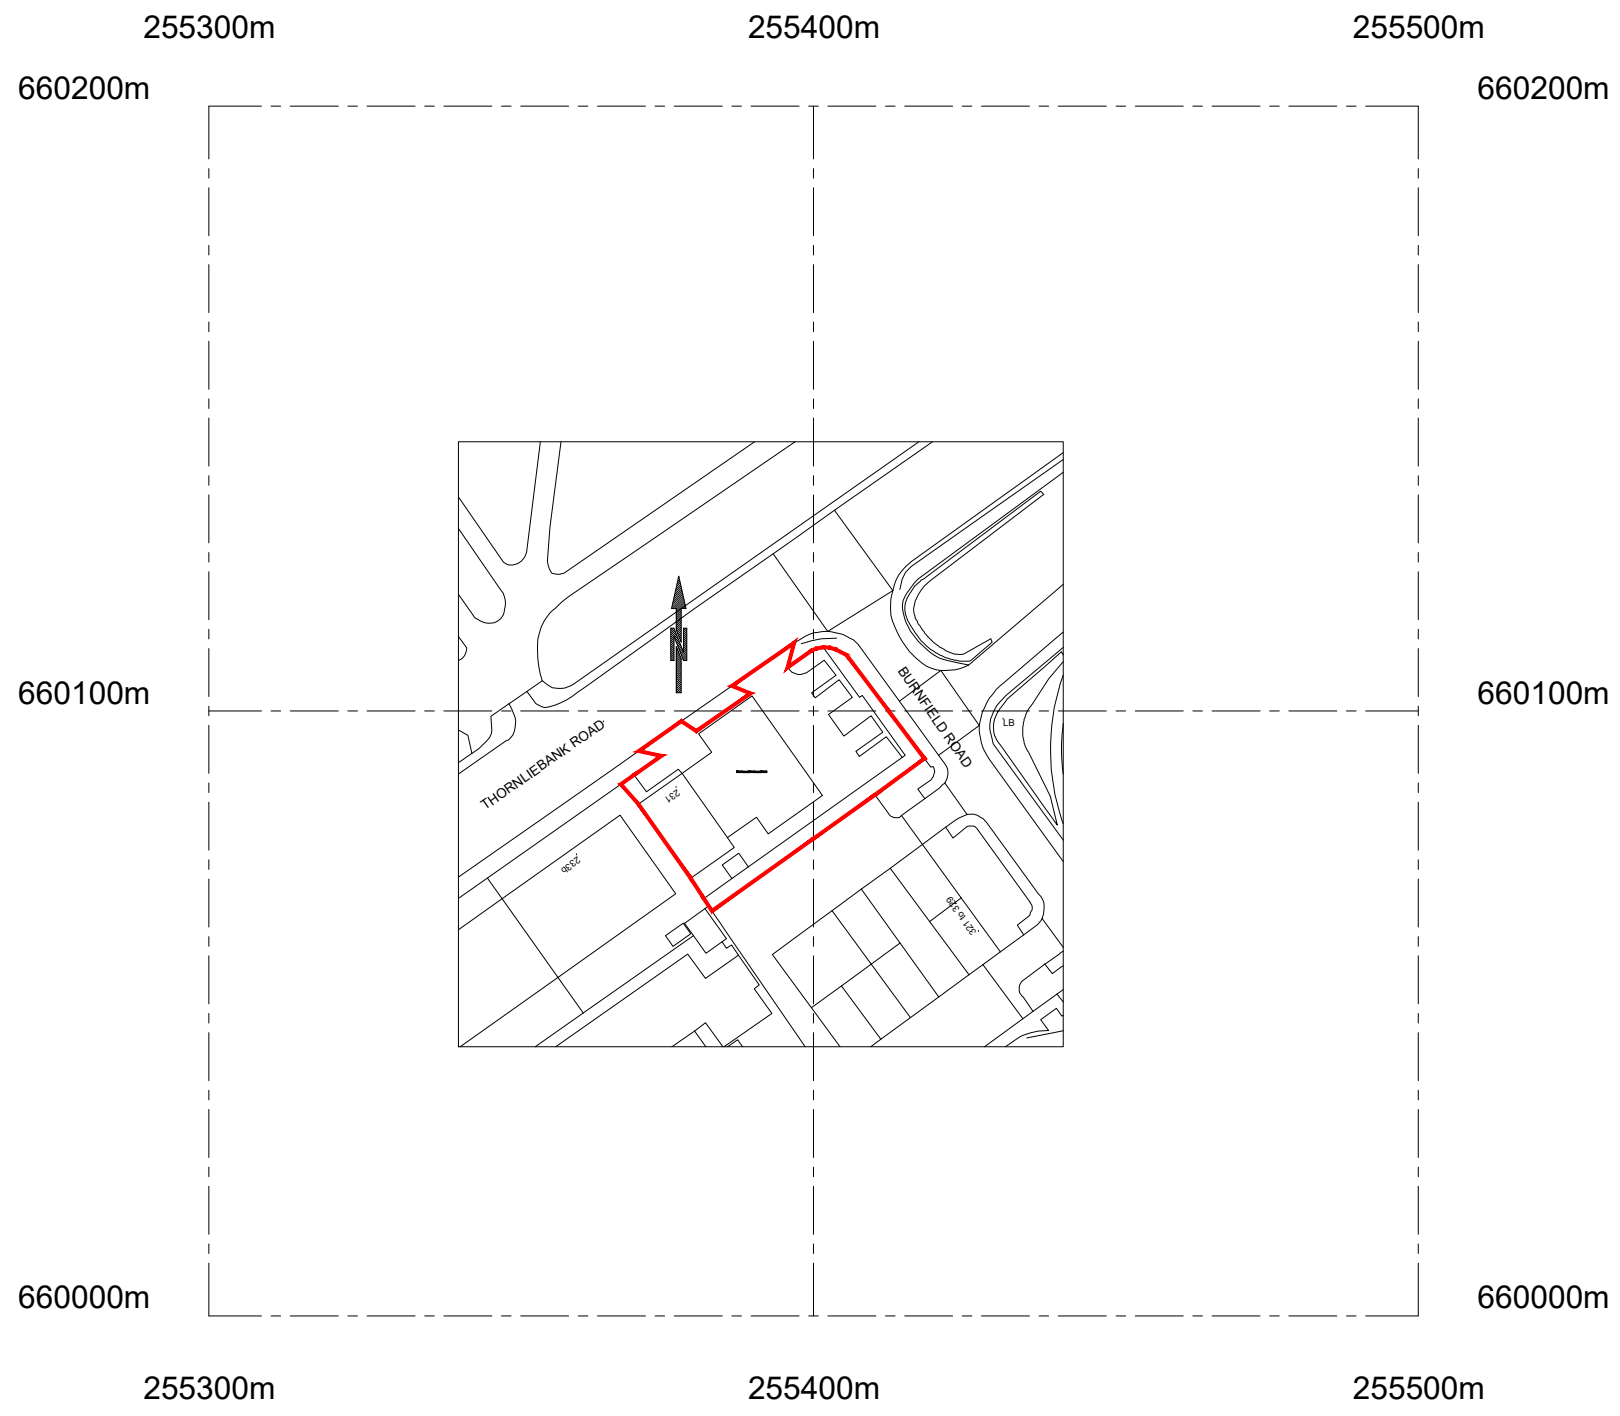 255300m 255400m 255500m
660200m 660200m
N
BURNFIELD ROAD
660100m 660100m
LB
THORNLIEBANK ROAD
231
233b
321 to 329
660000m 660000m
255300m 255400m 255500m